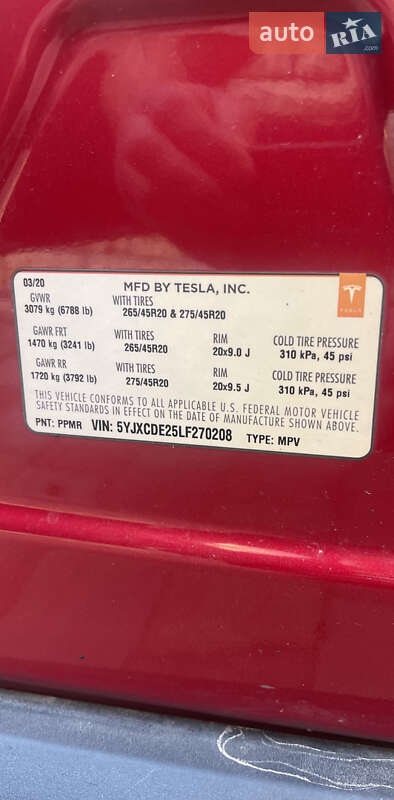 auto RIA .com
03/20
MFD BY TESLA, INC.
TESLA
GVWR
3079 kg (6788 lb)
WITH TIRES
265/45R20 & 275/45R20
GAWR FRT
1470 kg (3241 lb)
WITH TIRES
265/45R20
RIM
20x9.0 J
COLD TIRE PRESSURE
310 kPa, 45 psi
GAWR RR
1720 kg (3792 lb)
WITH TIRES
275/45R20
RIM
20x9.5 J
COLD TIRE PRESSURE
310 kPa, 45 psi
THIS VEHICLE CONFORMS TO ALL APPLICABLE U.S. FEDERAL MOTOR VEHICLE
SAFETY STANDARDS IN EFFECT ON THE DATE OF MANUFACTURE SHOWN ABOVE.
PNT: PPMR VIN: 5YJXCDE25LF270208 TYPE: MPV